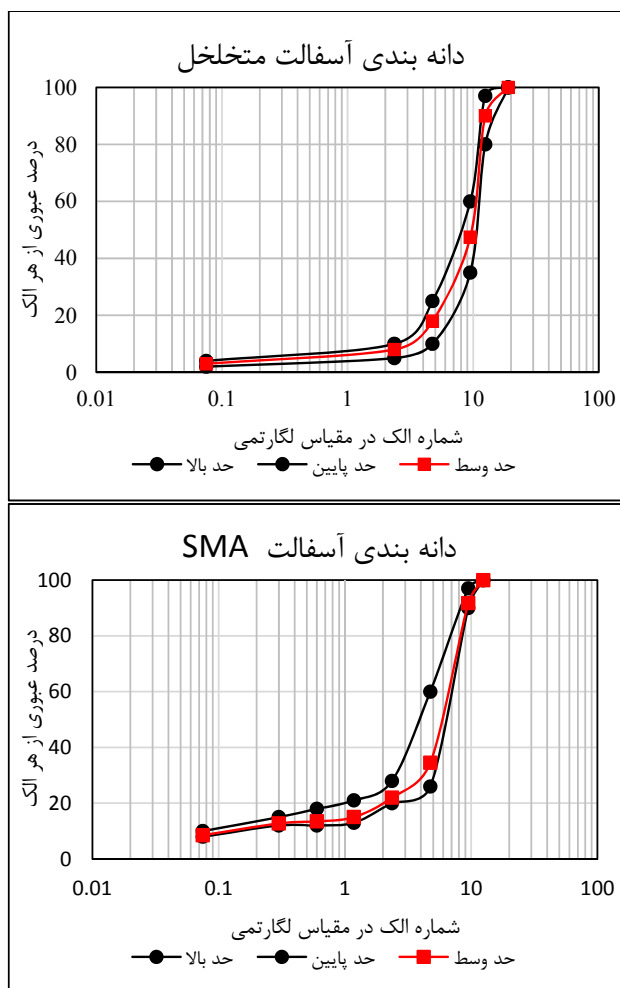 دانه بندی آسفالت متخلخل
درصد عبوری از هر الک
100
80
60
40
20
0
0.01 0.1 1 10 100
شماره الک در مقیاس لگارتمی
حد بالا حد پایین حد وسط
دانه بندی آسفالت SMA
درصد عبوری از هر الک
100
80
60
40
20
0
0.01 0.1 1 10 100
شماره الک در مقیاس لگارتمی
حد بالا حد پایین حد وسط